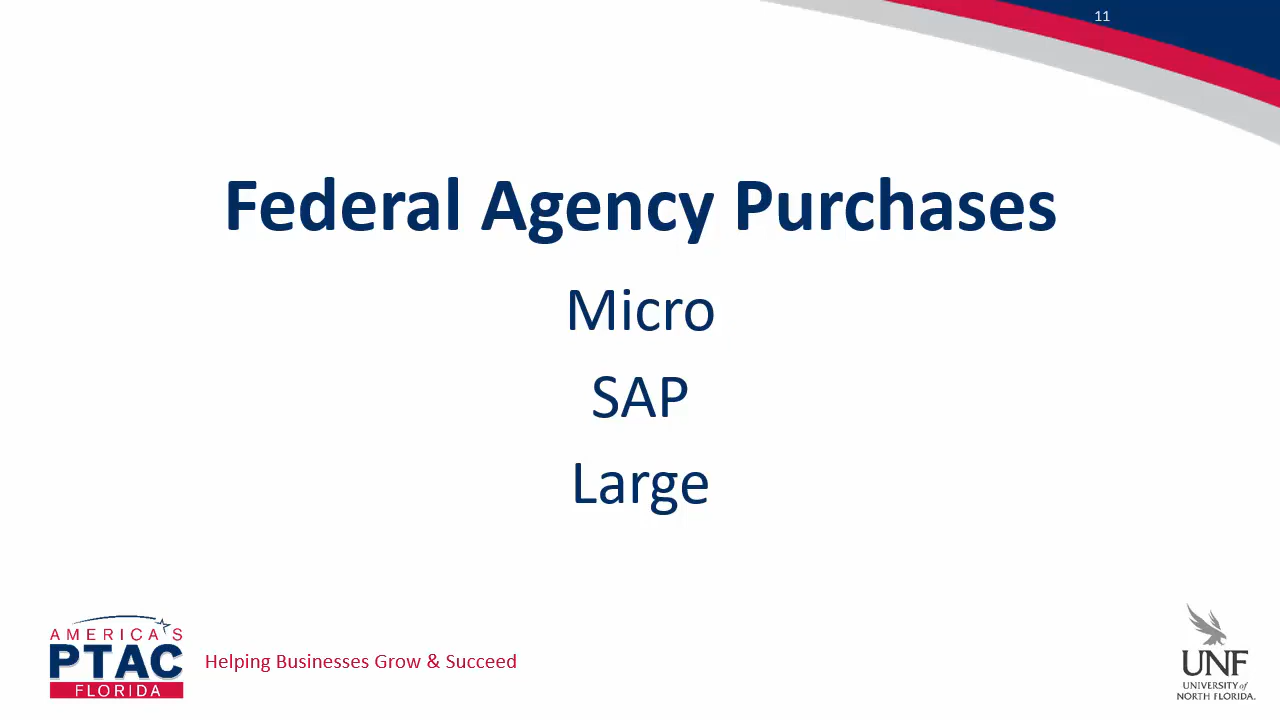 11
Federal Agency Purchases
Micro
SAP
Large
AMERICA'S
PTAC
FLORIDA
Helping Businesses Grow & Succeed
UNF
UNIVERSITY of
NORTH FLORIDA.